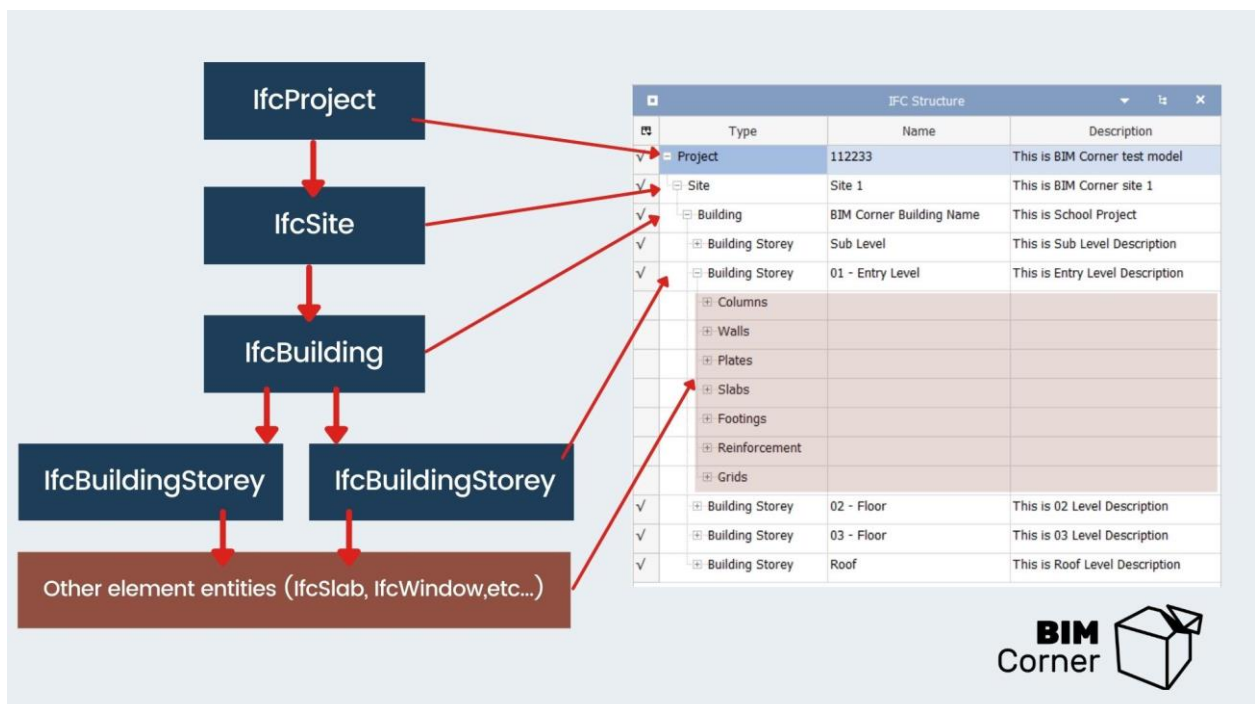 IfcProject
IfcSite
IfcBuilding
IfcBuildingStorey
IfcBuildingStorey
Other element entities (IfcSlab, IfcWindow,etc...)
IFC Structure
Type Name Description
√ Project 112233 This is BIM Corner test model
√ Site Site 1 This is BIM Corner site 1
√ Building BIM Corner Building Name This is School Project
√ Building Storey Sub Level This is Sub Level Description
√ Building Storey 01 - Entry Level This is Entry Level Description
Columns
Walls
Plates
Slabs
Footings
Reinforcement
Grids
√ Building Storey 02 - Floor This is 02 Level Description
√ Building Storey 03 - Floor This is 03 Level Description
√ Building Storey Roof This is Roof Level Description
BIM
Corner